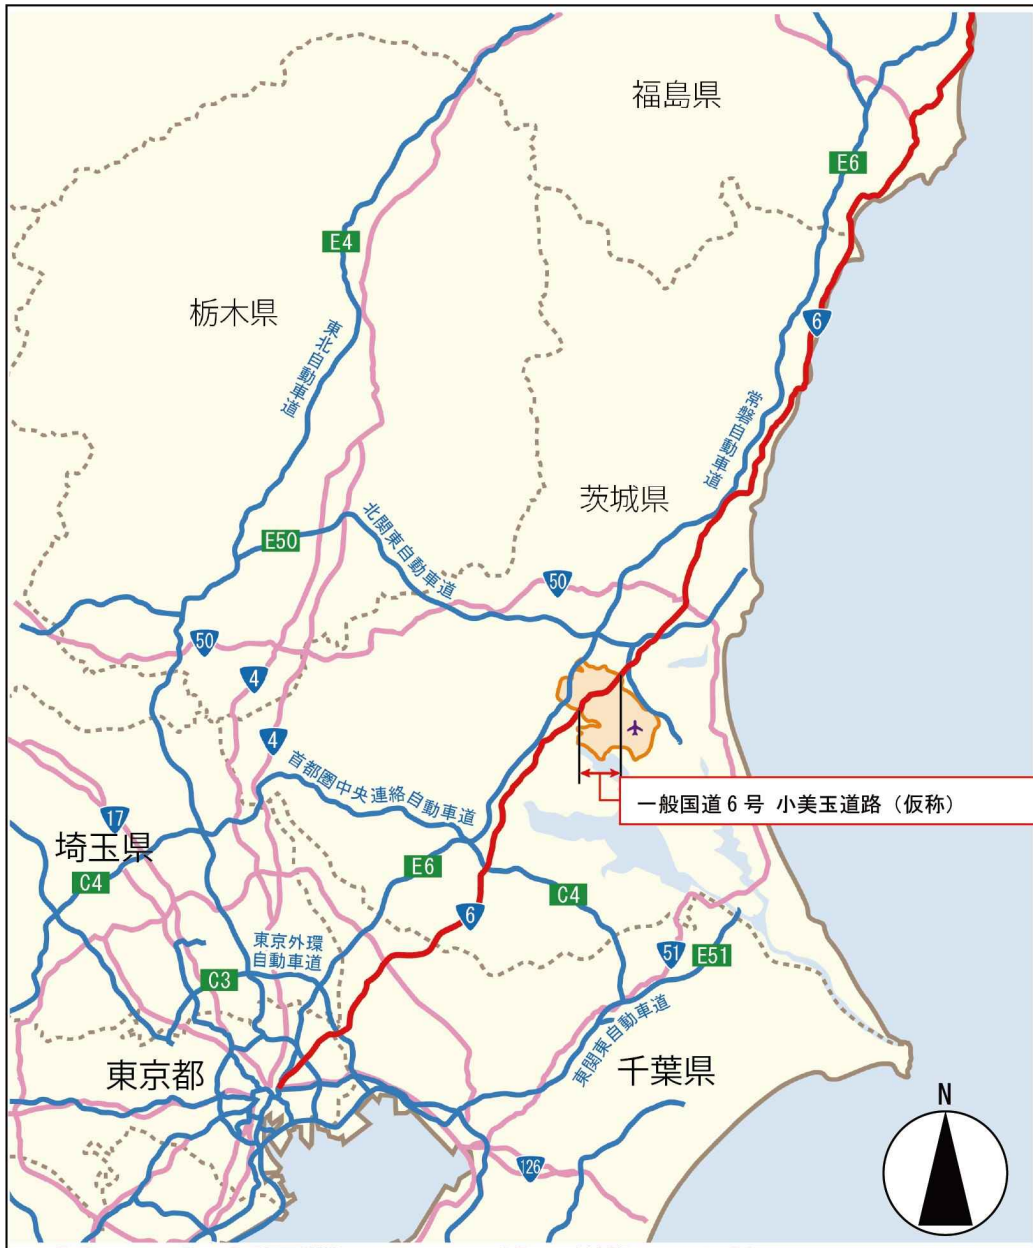 福島県
E6
E4
栃木県
6
東北自動車道
常磐自動車道
茨城県
北関東自動車道
E50
50
50
4
4
首都圏中央連絡自動車道
一般国道6号 小美玉道路（仮称）
17
埼玉県
E6
C4
C4
6
東京外環
自動車道
51
E51
C3
東関東自動車道
東京都
千葉県
N
126